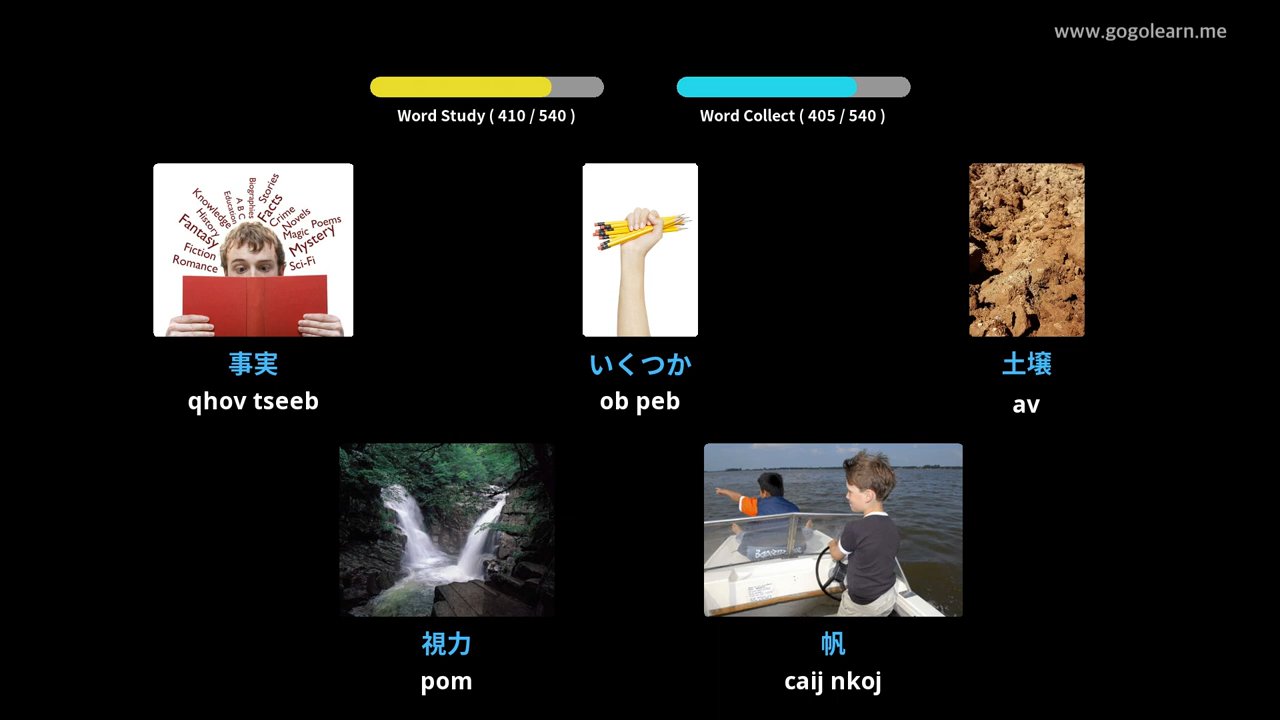 www.gogolearn.me
Word Study ( 410 / 540 )
Word Collect ( 405 / 540 )
Knowledge
History
Fantasy
Fiction
Romance
Education
A B C
Biographies
Stories
Facts
Crime
Novels
Magic
Poems
Mystery
Sci-Fi
事実
qhov tseeb
いくつか
ob peb
土壌
av
視力
pom
帆
caij nkoj